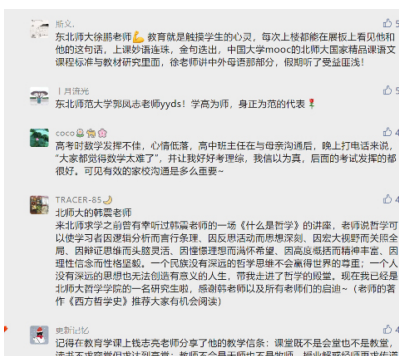 斯义.
5
东北师大徐鹏老师💪 教育就是触摸学生的心灵，每次上楼都能在展板上看见他和
他的这句话，上课妙语连珠，金句迭出，中国大学mooc的北师大国家精品课语文
课程标准与教材研究里面，徐老师讲中外母语那部分，假期听了受益匪浅！
丨月流光
5
东北师范大学郭凤志老师yyds！学高为师，身正为范的代表🌹
coco
4
高考时数学发挥不佳，心情低落，高中班主任在与母亲沟通后，晚上打电话来说，
“大家都觉得数学太难了”，并让我好好考理综，我信以为真，后面的考试发挥的都
很好。可见有效的家校沟通是多么重要~
TRACER-85🌙
4
北师大的韩震老师
来北师求学之前曾有幸听过韩震老师的一场《什么是哲学》的讲座，老师说哲学可
以使学习者因逻辑分析而言行条理、因反思活动而思想深刻、因宏大视野而关照全
局、因辩证思维而头脑灵活、因憧憬理想而满怀希望、因高度概括而精神丰富、因
理性信念而性格坚毅。一个民族没有深远的哲学思维不会赢得世界的尊重；一个人
没有深远的思想也无法创造有意义的人生，带我走进了哲学的殿堂。现在我已经是
北师大哲学学院的一名研究生啦，感谢韩老师以及所有老师们的启迪~（老师的著
作《西方哲学史》推荐大家有机会阅读）
更新记忆
4
记得在教育学课上钱志亮老师分享了他的教学信条：课堂既不是会堂也不是教堂，